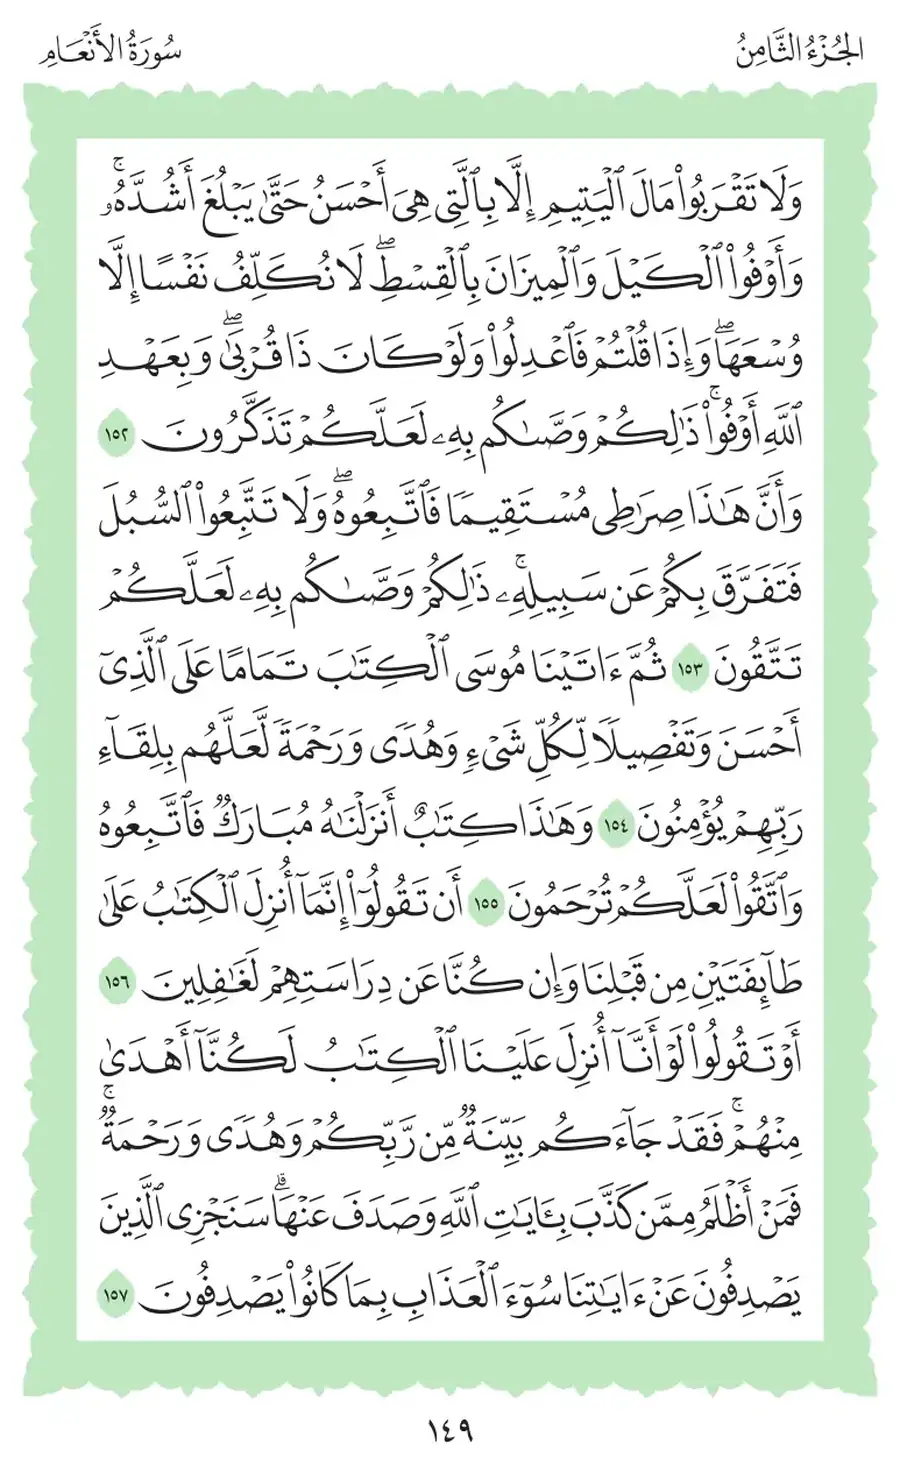 الجُزْءُ الثَّامِنُ
سُورَةُ الأَنْعَامِ
وَلَا تَقْرَبُوا۟ مَالَ ٱلْيَتِيمِ إِلَّا بِٱلَّتِى هِىَ أَحْسَنُ حَتَّىٰ يَبْلُغَ أَشُدَّهُۥۚ
وَأَوْفُوا۟ ٱلْكَيْلَ وَٱلْمِيزَانَ بِٱلْقِسْطِۖ لَا نُكَلِّفُ نَفْسًا إِلَّا
وُسْعَهَاۖ وَإِذَا قُلْتُمْ فَٱعْدِلُوا۟ وَلَوْ كَانَ ذَا قُرْبَىٰۖ وَبِعَهْدِ
ٱللَّهِ أَوْفُوا۟ۚ ذَٰلِكُمْ وَصَّىٰكُم بِهِۦ لَعَلَّكُمْ تَذَكَّرُونَ ١٥٢
وَأَنَّ هَٰذَا صِرَٰطِى مُسْتَقِيمًا فَٱتَّبِعُوهُۖ وَلَا تَتَّبِعُوا۟ ٱلسُّبُلَ
فَتَفَرَّقَ بِكُمْ عَن سَبِيلِهِۦۚ ذَٰلِكُمْ وَصَّىٰكُم بِهِۦ لَعَلَّكُمْ
تَتَّقُونَ ١٥٣ ثُمَّ ءَاتَيْنَا مُوسَى ٱلْكِتَٰبَ تَمَامًا عَلَى ٱلَّذِىٓ
أَحْسَنَ وَتَفْصِيلًا لِّكُلِّ شَىْءٍ وَهُدًى وَرَحْمَةً لَّعَلَّهُم بِلِقَآءِ
رَبِّهِمْ يُؤْمِنُونَ ١٥٤ وَهَٰذَا كِتَٰبٌ أَنزَلْنَٰهُ مُبَارَكٌ فَٱتَّبِعُوهُ
وَٱتَّقُوا۟ لَعَلَّكُمْ تُرْحَمُونَ ١٥٥ أَن تَقُولُوٓا۟ إِنَّمَآ أُنزِلَ ٱلْكِتَٰبُ عَلَىٰ
طَآئِفَتَيْنِ مِن قَبْلِنَا وَإِن كُنَّا عَن دِرَاسَتِهِمْ لَغَٰفِلِينَ ١٥٦
أَوْ تَقُولُوا۟ لَوْ أَنَّآ أُنزِلَ عَلَيْنَا ٱلْكِتَٰبُ لَكُنَّآ أَهْدَىٰ
مِنْهُمْۚ فَقَدْ جَآءَكُم بَيِّنَةٌ مِّن رَّبِّكُمْ وَهُدًى وَرَحْمَةٌۚ
فَمَنْ أَظْلَمُ مِمَّن كَذَّبَ بِـَٔايَٰتِ ٱللَّهِ وَصَدَفَ عَنْهَاۗ سَنَجْزِى ٱلَّذِينَ
يَصْدِفُونَ عَنْ ءَايَٰتِنَا سُوٓءَ ٱلْعَذَابِ بِمَا كَانُوا۟ يَصْدِفُونَ ١٥٧
١٤٩